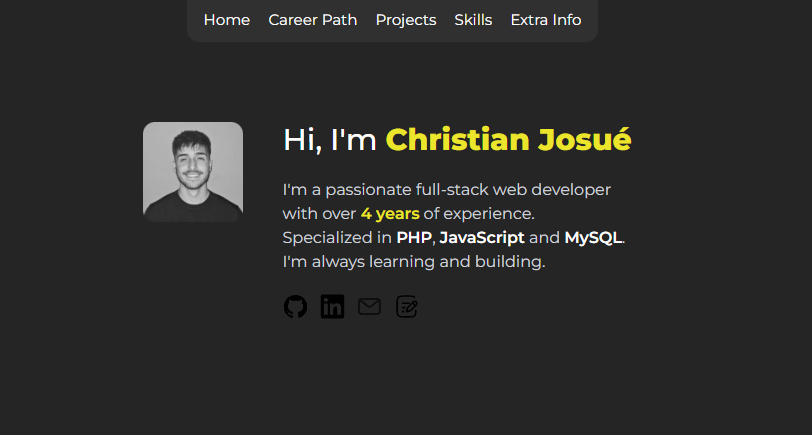 Home Career Path Projects Skills Extra Info
Hi, I'm Christian Josué
I'm a passionate full-stack web developer
with over 4 years of experience.
Specialized in PHP, JavaScript and MySQL.
I'm always learning and building.